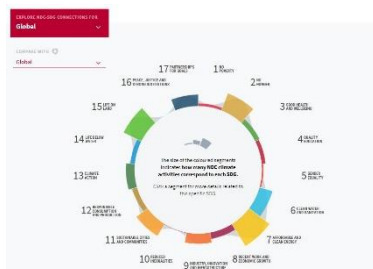 EXPLORE NDC-SDG CONNECTIONS FOR
Global
COMPARE WITH
Global
17 PARTNERSHIPS FOR GOALS
1 NO POVERTY
2 NO HUNGER
3 GOOD HEALTH AND WELLBEING
4 QUALITY EDUCATION
5 GENDER EQUALITY
6 CLEAN WATER AND SANITATION
7 AFFORDABLE AND CLEAN ENERGY
8 DECENT WORK AND ECONOMIC GROWTH
9 INDUSTRY, INNOVATION AND INFRASTRUCTURE
10 REDUCED INEQUALITIES
11 SUSTAINABLE CITIES AND COMMUNITIES
12 RESPONSIBLE CONSUMPTION AND PRODUCTION
13 CLIMATE ACTION
14 LIFE BELOW WATER
15 LIFE ON LAND
16 PEACE, JUSTICE AND STRONG INSTITUTIONS
The size of the coloured segments
indicates how many NDC climate
activities correspond to each SDG.
Click a segment for more details related to
the specific SDG.